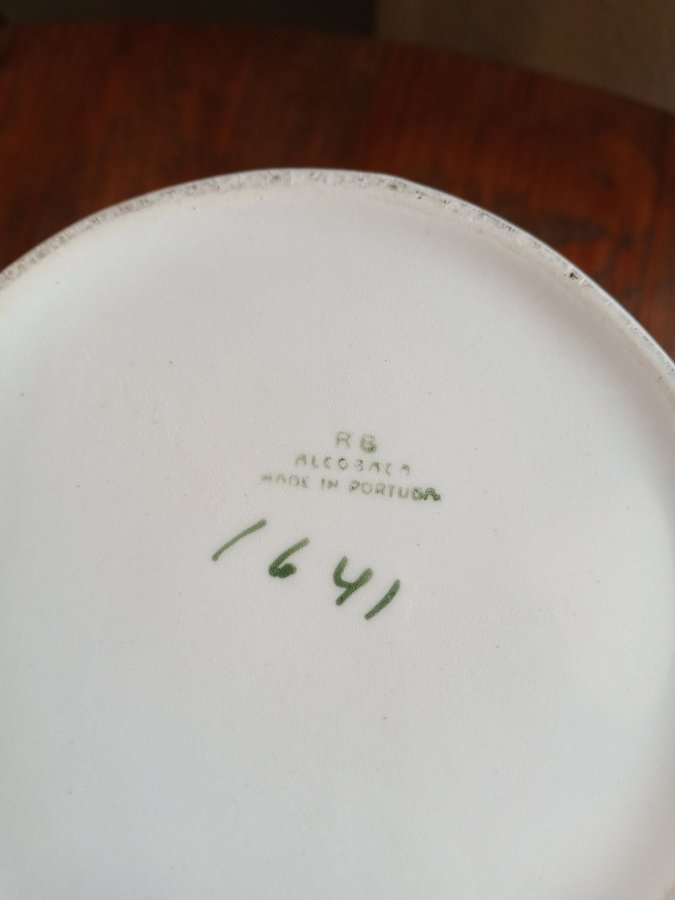 RB
ALCOBACA
MADE IN PORTUGAL
1641